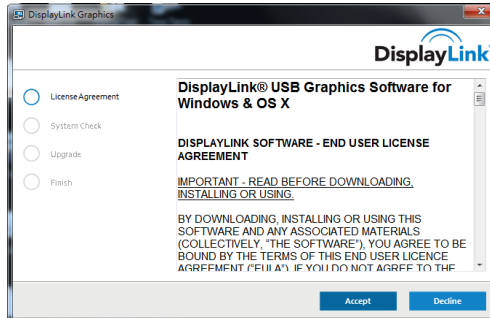 DisplayLink Graphics
DisplayLink
License Agreement
System Check
Upgrade
Finish
DisplayLink® USB Graphics Software for
Windows & OS X
DISPLAYLINK SOFTWARE - END USER LICENSE
AGREEMENT
IMPORTANT - READ BEFORE DOWNLOADING,
INSTALLING OR USING.
BY DOWNLOADING, INSTALLING OR USING THIS
SOFTWARE AND ANY ASSOCIATED MATERIALS
(COLLECTIVELY, "THE SOFTWARE"), YOU AGREE TO BE
BOUND BY THE TERMS OF THIS END USER LICENCE
AGREEMENT ("EULA"). IF YOU DO NOT AGREE TO THE
Accept
Decline